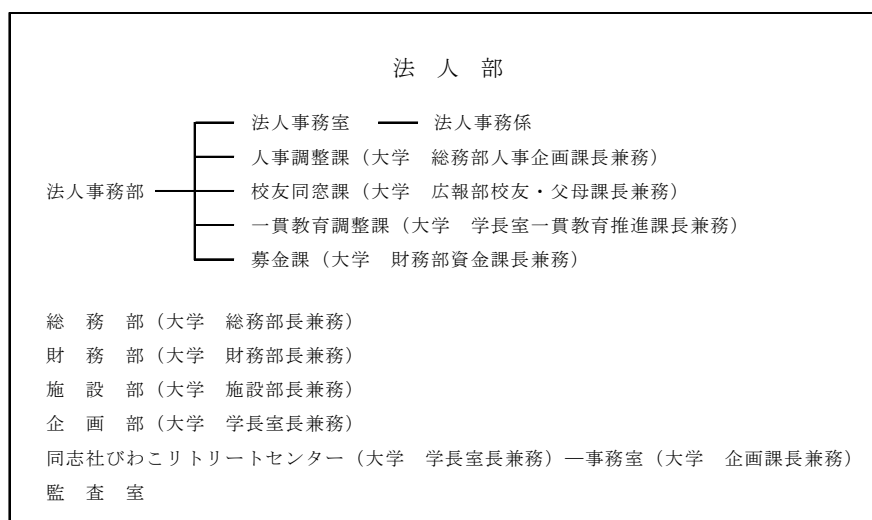 法　人　部
法人事務室 ── 法人事務係
人事調整課（大学　総務部人事企画課長兼務）
法人事務部 ── 校友同窓課（大学　広報部校友・父母課長兼務）
一貫教育調整課（大学　学長室一貫教育推進課長兼務）
募金課（大学　財務部資金課長兼務）
総　務　部（大学　総務部長兼務）
財　務　部（大学　財務部長兼務）
施　設　部（大学　施設部長兼務）
企　画　部（大学　学長室長兼務）
同志社びわこリトリートセンター（大学　学長室長兼務）―事務室（大学　企画課長兼務）
監　査　室